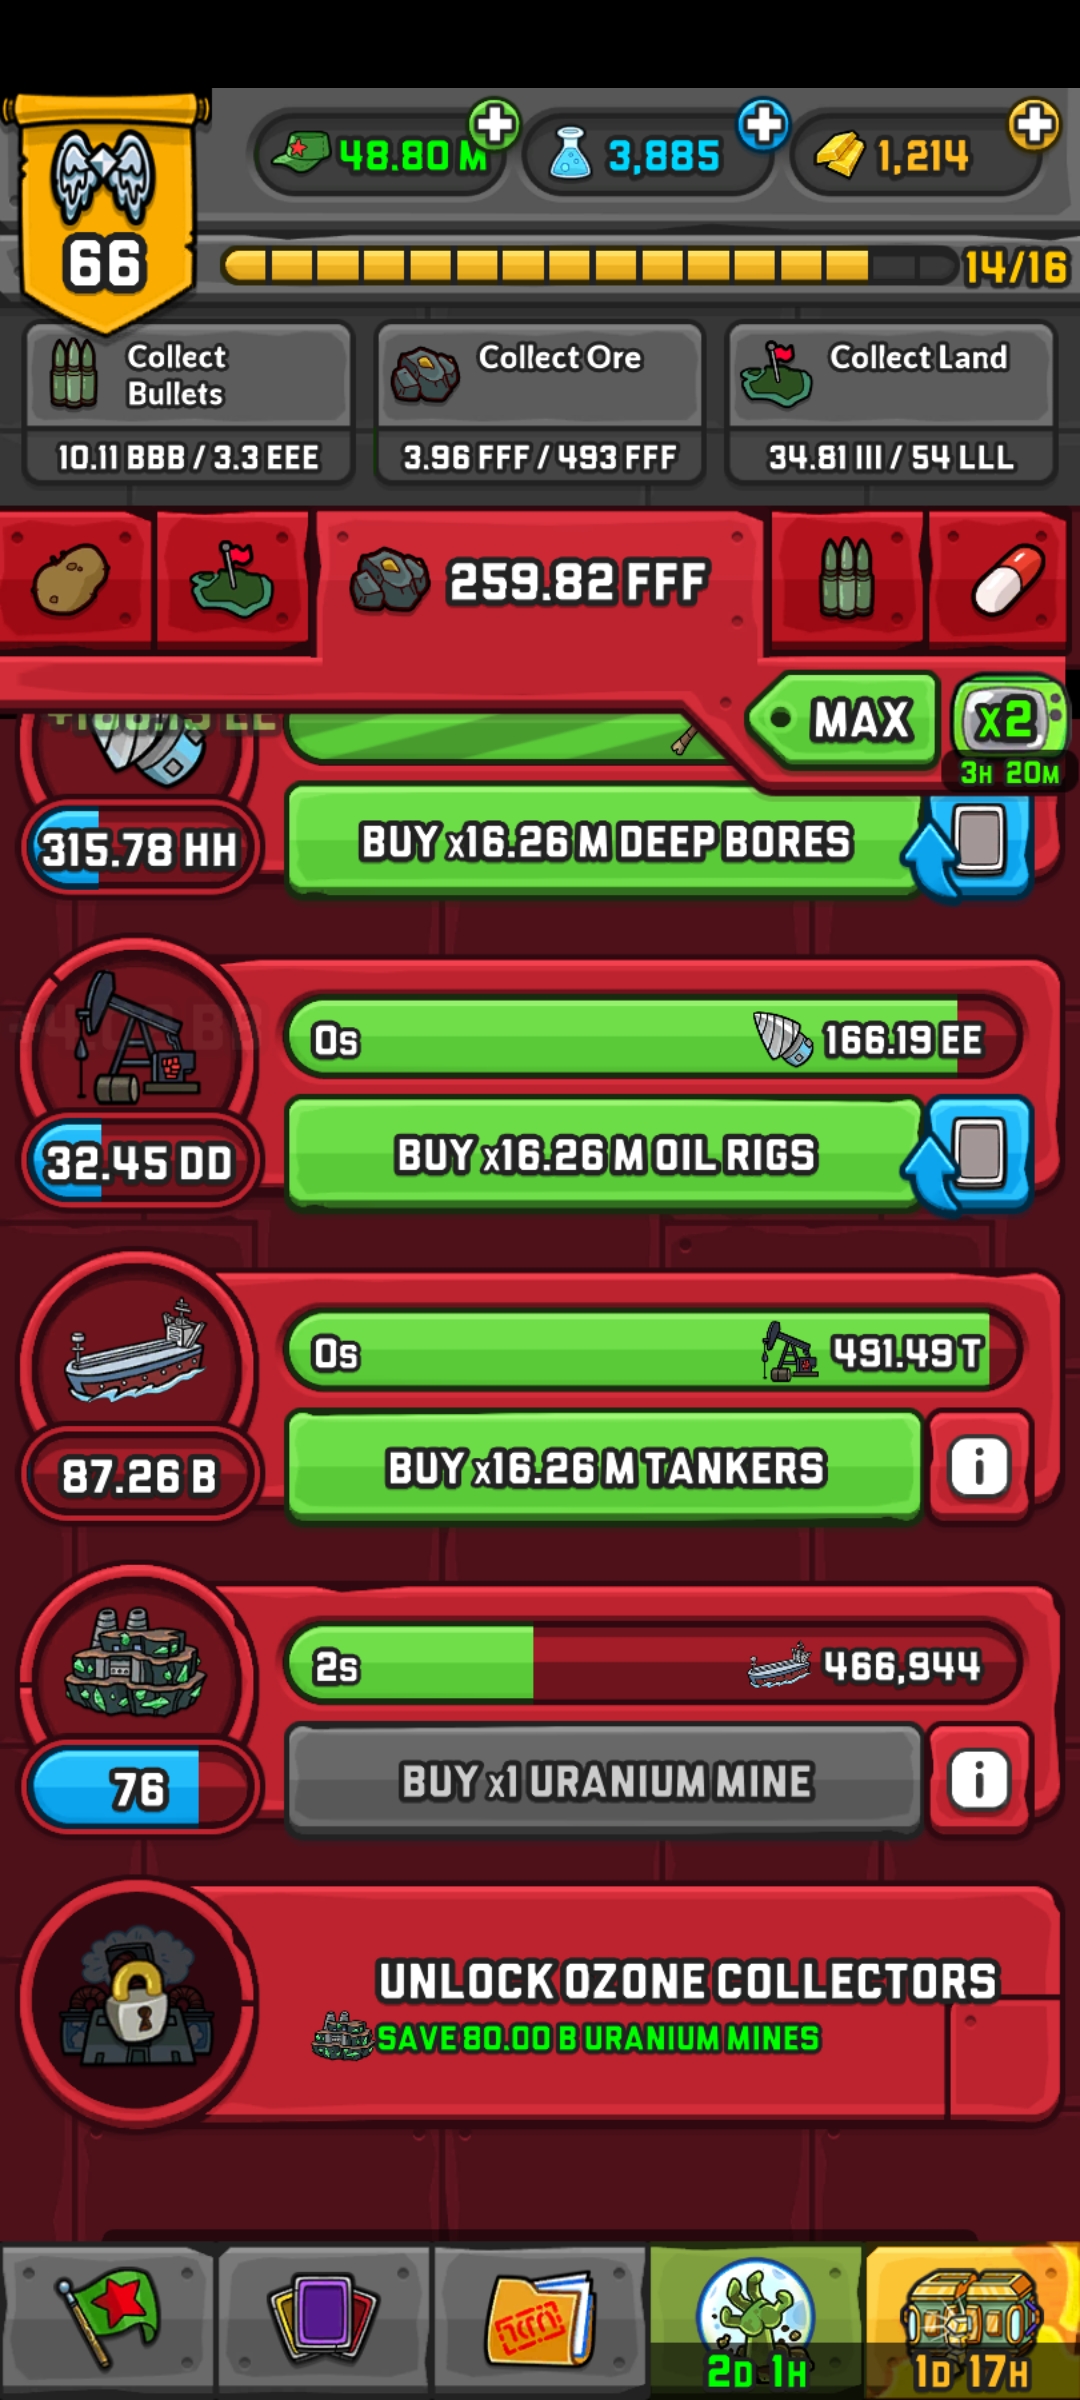 48.80 M
3,885
1,214
66
14/16
Collect
Bullets
10.11 BBB / 3.3 EEE
Collect Ore
3.96 FFF / 493 FFF
Collect Land
34.81 III / 54 LLL
259.82 FFF
MAX
x2
3H 20M
315.78 HH
BUY x16.26 M DEEP BORES
0s
166.19 EE
32.45 DD
BUY x16.26 M OIL RIGS
0s
491.49 T
87.26 B
BUY x16.26 M TANKERS
i
2s
466,944
76
BUY x1 URANIUM MINE
i
UNLOCK OZONE COLLECTORS
SAVE 80.00 B URANIUM MINES
2D 1H
1D 17H